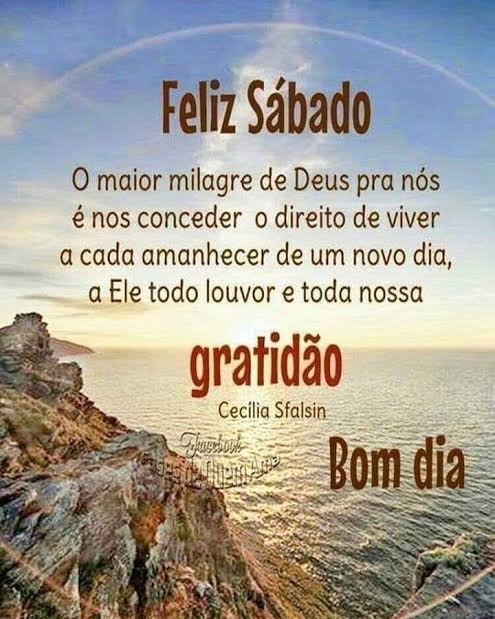 Feliz Sábado
O maior milagre de Deus pra nós
é nos conceder o direito de viver
a cada amanhecer de um novo dia,
a Ele todo louvor e toda nossa
gratidão
Cecília Sfalsin
Facebook
Bom dia